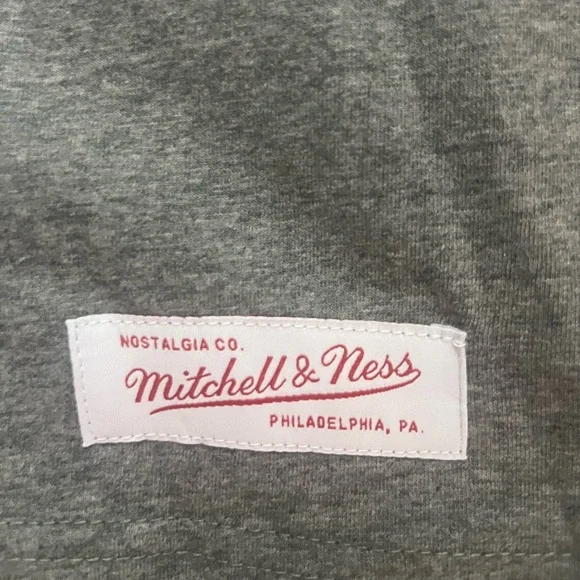 NOSTALGIA CO.
Mitchell & Ness
PHILADELPHIA, PA.